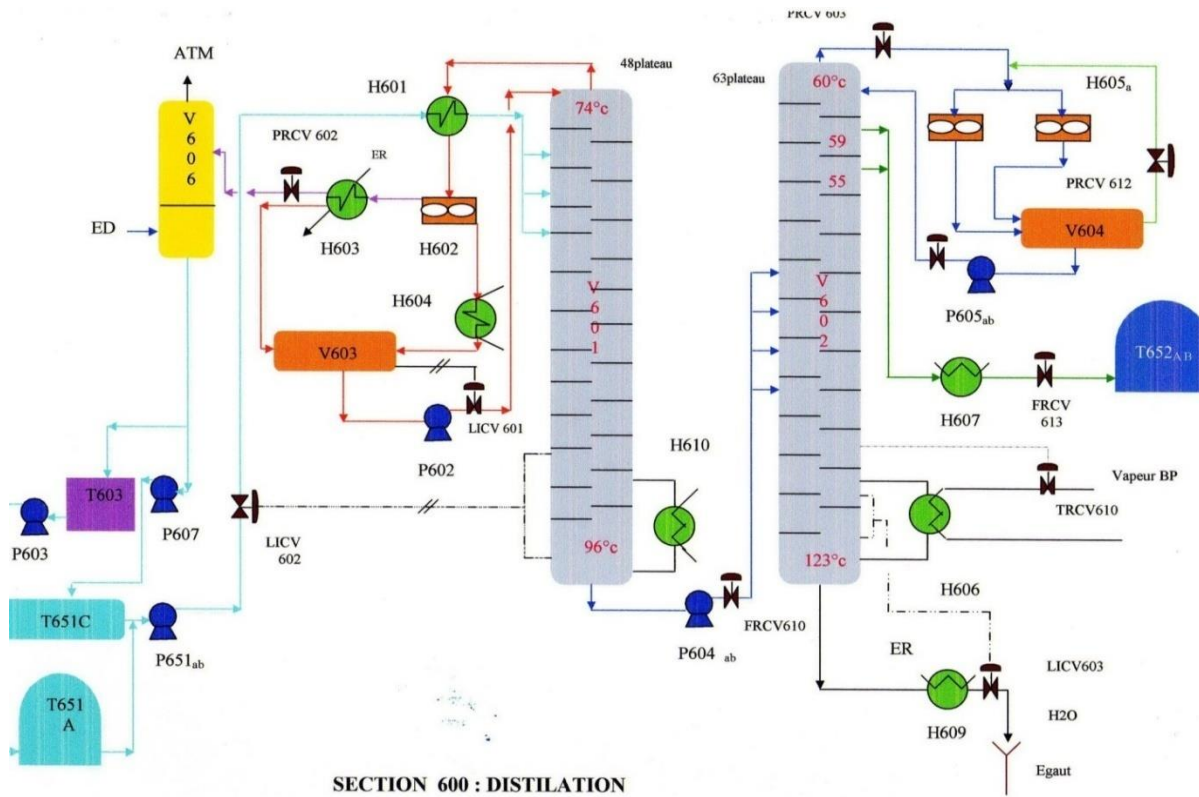 PRCV 603
ATM
48plateau
63plateau
H601
H605a
74°c
60°c
V
6
0
6
PRCV 602
ER
59
PRCV 612
55
ED
H603
H602
V604
H604
V
6
0
1
V
6
0
2
P605ab
V603
T652AB
LICV 601
H607
FRCV
613
P602
H610
Vapeur BP
T603
TRCV610
P603
P607
LICV
602
96°c
123°c
H606
T651C
FRCV610
P651ab
P604 ab
ER
LICV603
T651
A
H2O
H609
Egaut
SECTION 600 : DISTILATION